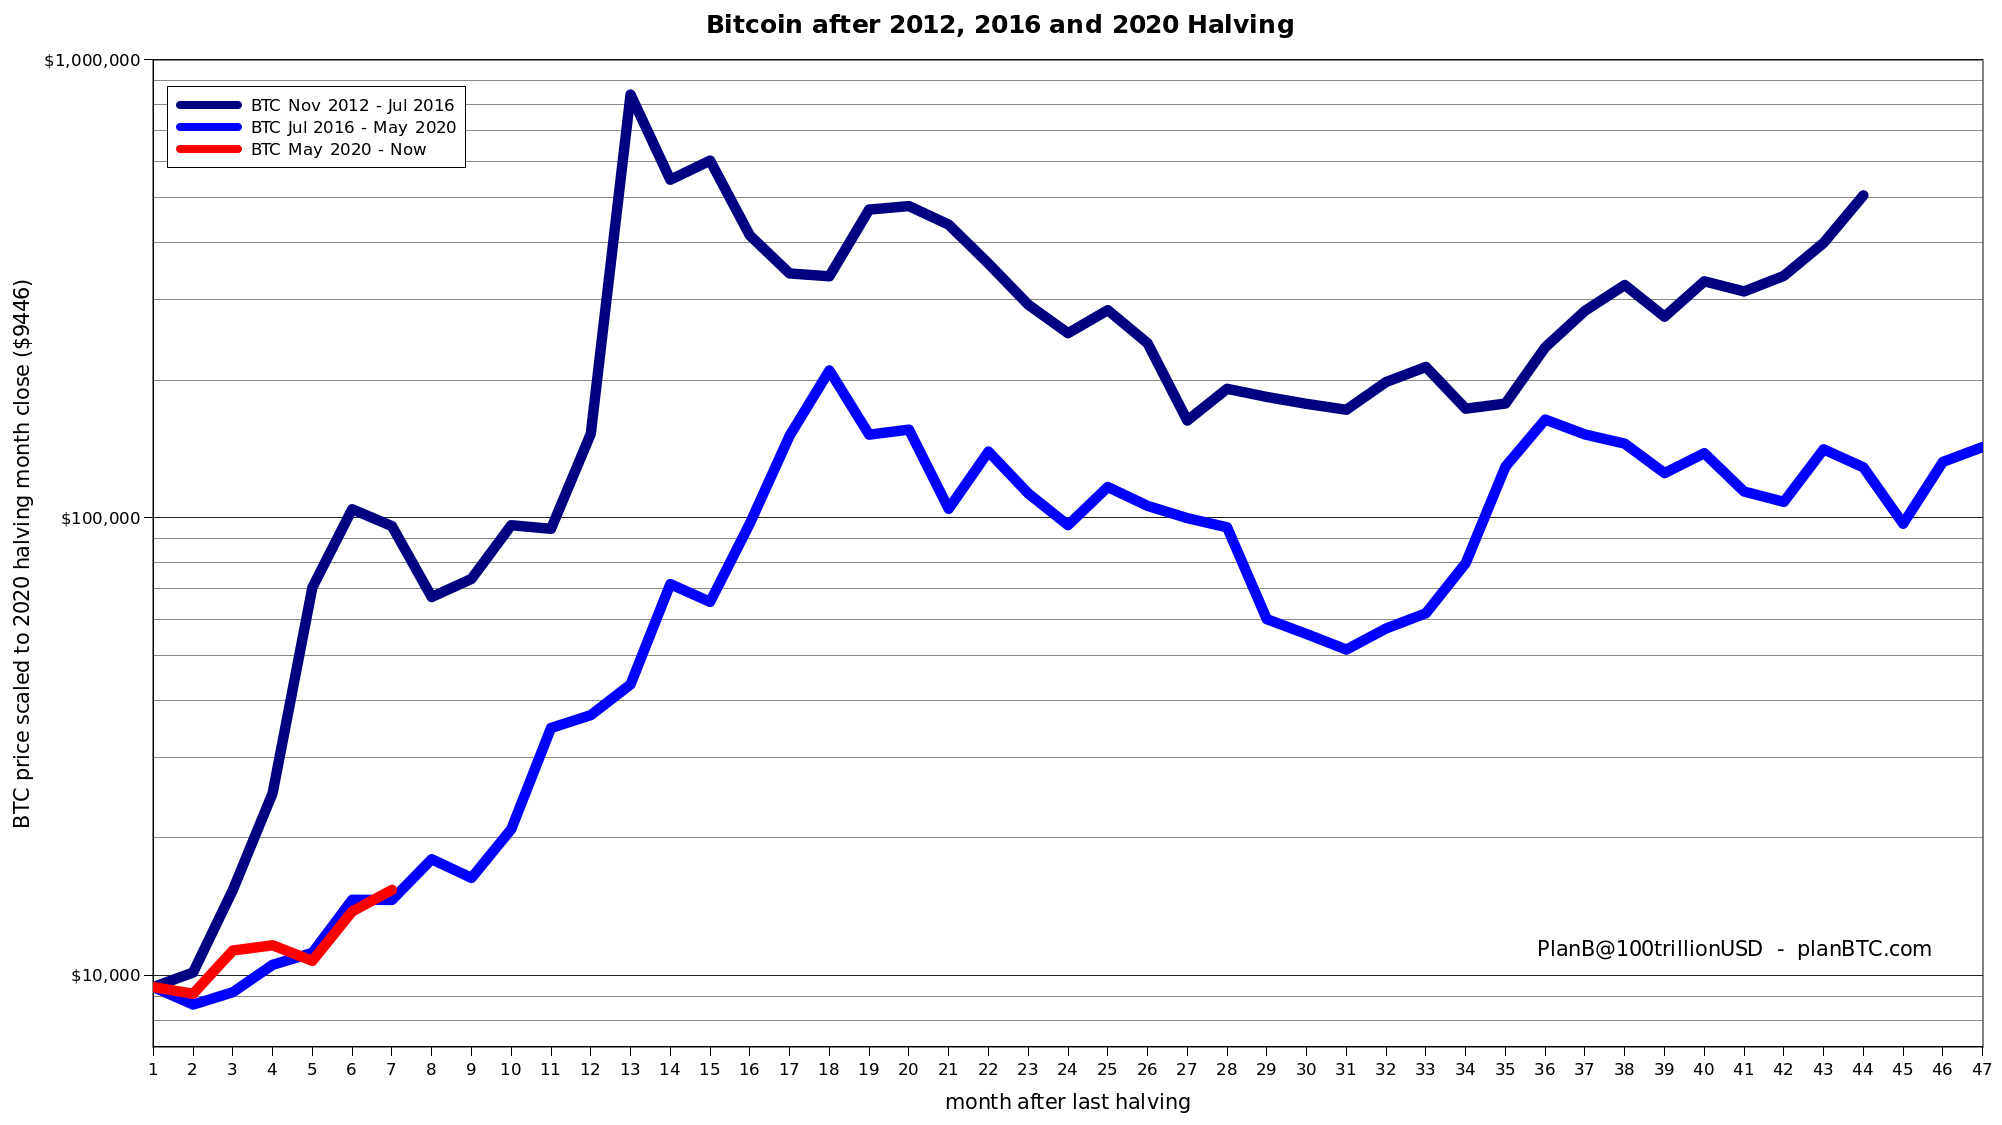 Bitcoin after 2012, 2016 and 2020 Halving
$1,000,000
BTC Nov 2012 - Jul 2016
BTC Jul 2016 - May 2020
BTC May 2020 - Now
BTC price scaled to 2020 halving month close ($9446)
$100,000
PlanB@100trillionUSD - planBTC.com
$10,000
1 2 3 4 5 6 7 8 9 10 11 12 13 14 15 16 17 18 19 20 21 22 23 24 25 26 27 28 29 30 31 32 33 34 35 36 37 38 39 40 41 42 43 44 45 46 47
month after last halving